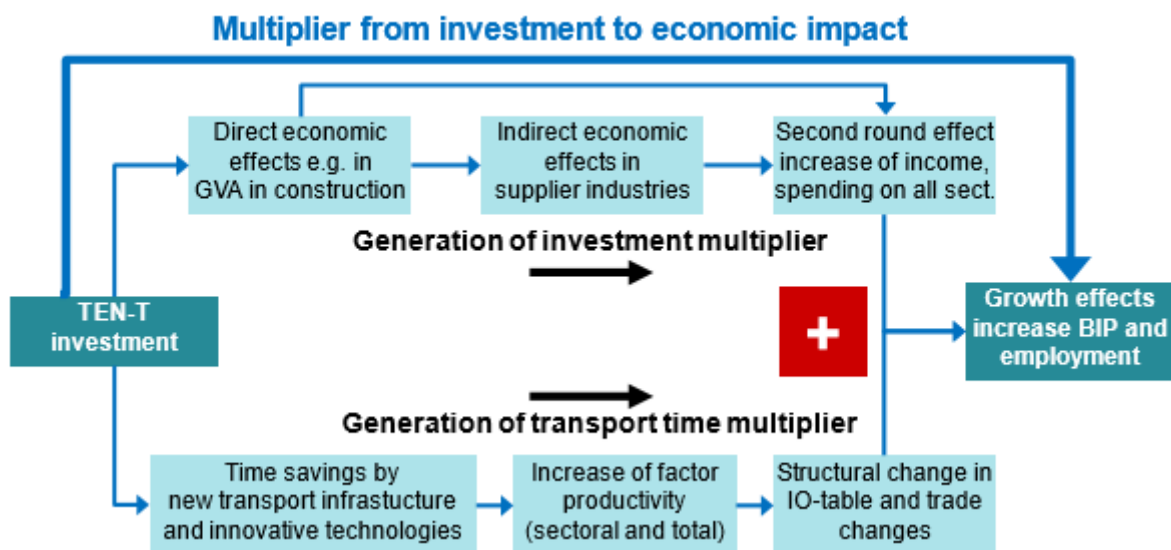 Multiplier from investment to economic impact
Direct economic
effects e.g. in
GVA in construction
Indirect economic
effects in
supplier industries
Second round effect
increase of income,
spending on all sect.
Generation of investment multiplier
TEN-T
investment
+
Growth effects
increase BIP and
employment
Generation of transport time multiplier
Time savings by
new transport infrastucture
and innovative technologies
Increase of factor
productivity
(sectoral and total)
Structural change in
IO-table and trade
changes